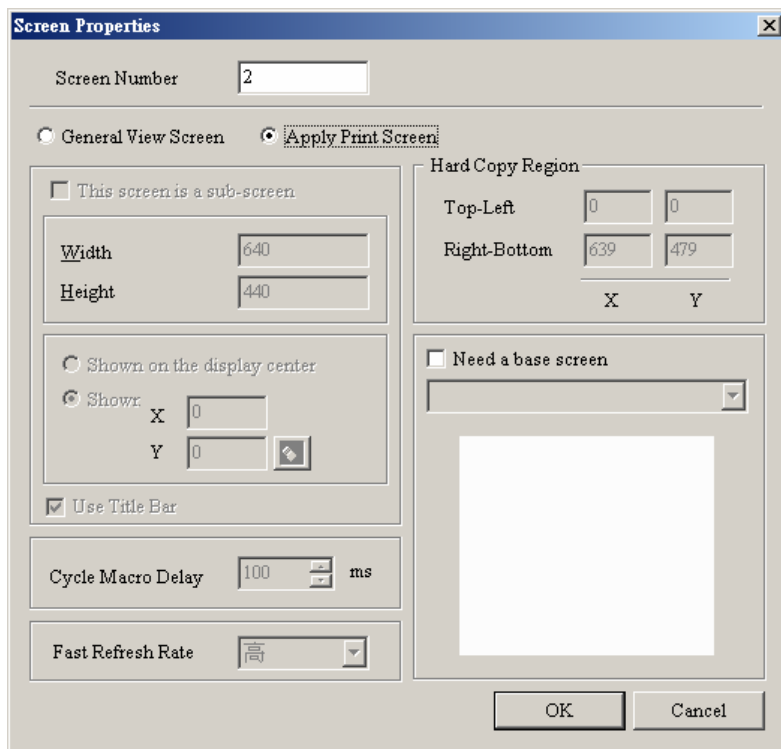 Screen Properties
Screen Number 2
General View Screen Apply Print Screen
This screen is a sub-screen
Width 640
Height 440
Shown on the display center
Shown
X 0
Y 0
Use Title Bar
Cycle Macro Delay 100 ms
Fast Refresh Rate 高
Hard Copy Region
Top-Left 0 0
Right-Bottom 639 479
X Y
Need a base screen
OK Cancel